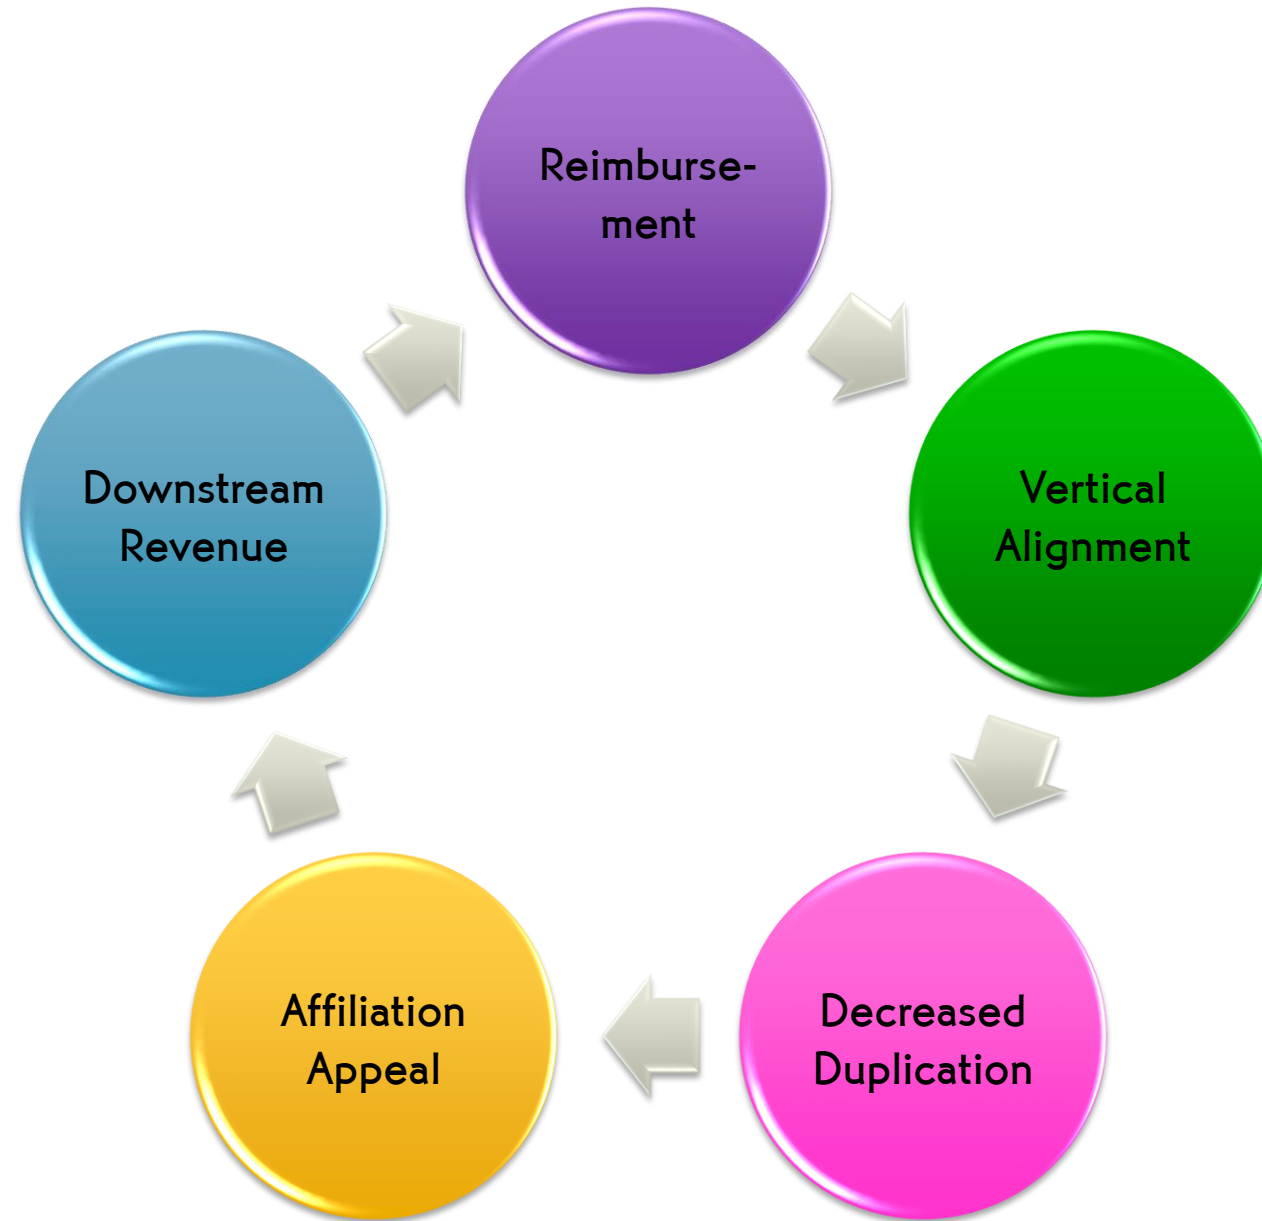 Reimburse-
ment
Vertical
Alignment
Decreased
Duplication
Affiliation
Appeal
Downstream
Revenue